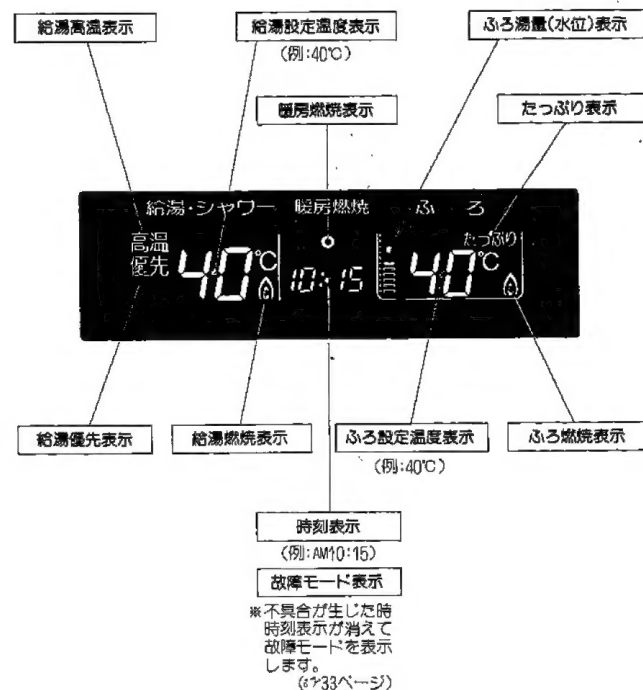 給湯高温表示
給湯設定温度表示
(例:40℃)
ふろ湯量(水位)表示
暖房燃焼表示
たっぷり表示
給湯・シャワー
暖房燃焼
ふろ
高温
優先
40℃
10:15
たっぷり
40℃
給湯優先表示
給湯燃焼表示
ふろ設定温度表示
(例:40℃)
ふろ燃焼表示
時刻表示
(例:AM10:15)
故障モード表示
※不具合が生じた時
時刻表示が消えて
故障モードを表示
します。
(33ページ)